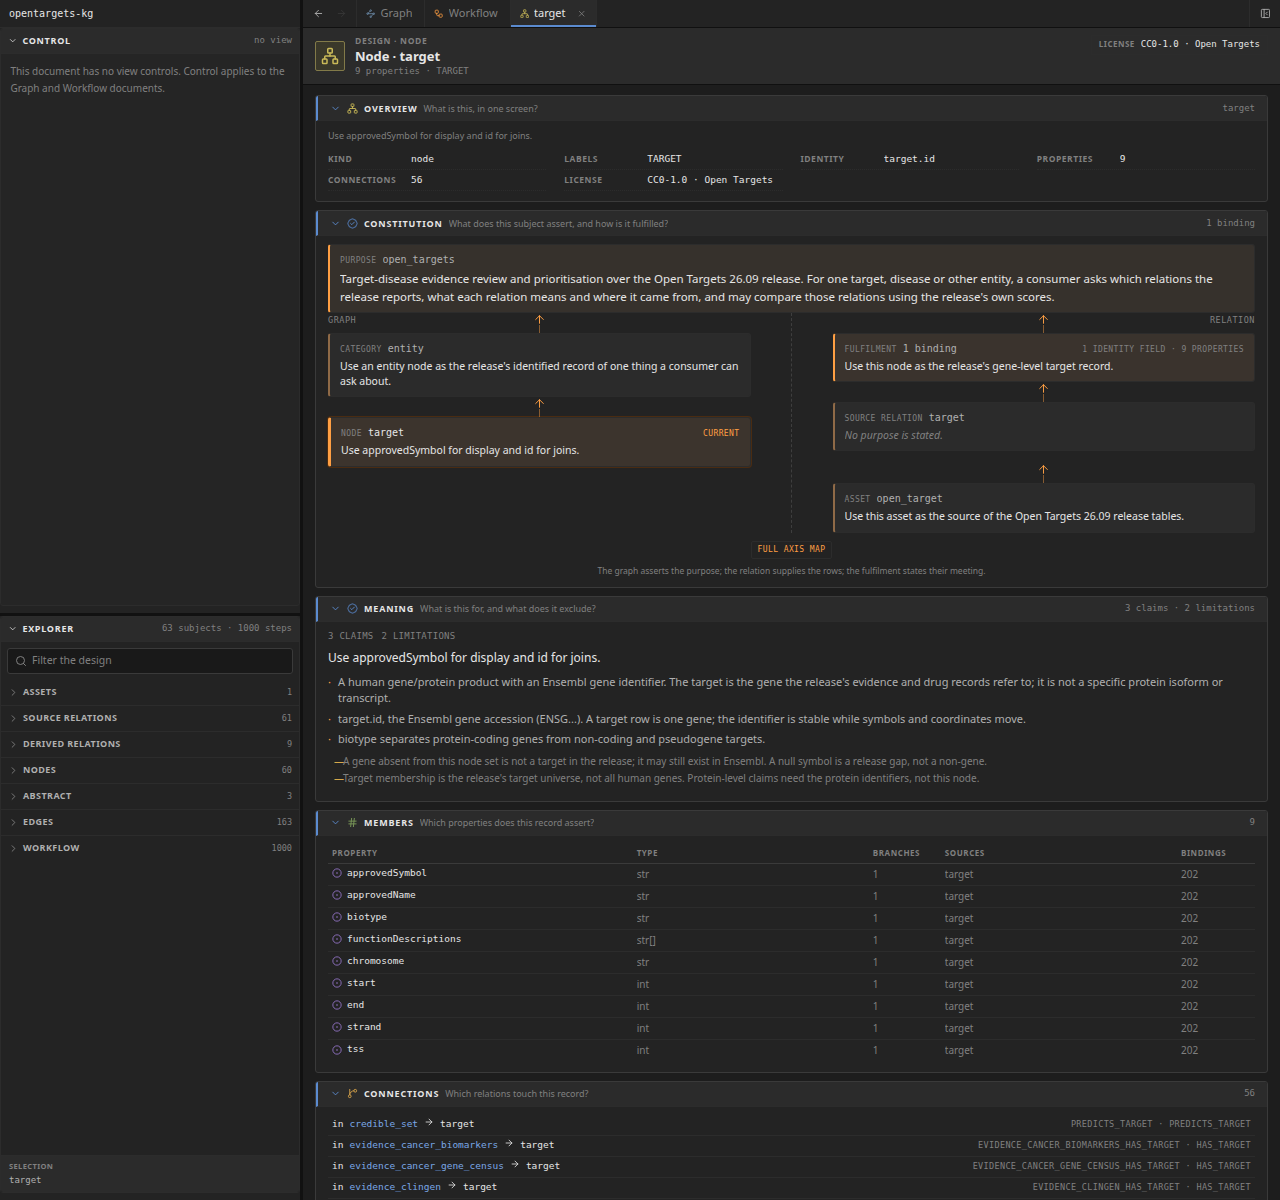 opentargets-kg
Graph
Workflow
target
CONTROL
no view
This document has no view controls. Control applies to the
Graph and Workflow documents.
DESIGN · NODE
Node · target
9 properties · TARGET
LICENSE CC0-1.0 · Open Targets
OVERVIEW What is this, in one screen?
target
Use approvedSymbol for display and id for joins.
KIND node
LABELS TARGET
IDENTITY target.id
PROPERTIES 9
CONNECTIONS 56
LICENSE CC0-1.0 · Open Targets
CONSTITUTION What does this subject assert, and how is it fulfilled?
1 binding
PURPOSE open_targets
Target-disease evidence review and prioritisation over the Open Targets 26.09 release. For one target, disease or other entity, a consumer asks which relations the
release reports, what each relation means and where it came from, and may compare those relations using the release's own scores.
GRAPH
RELATION
CATEGORY entity
Use an entity node as the release's identified record of one thing a consumer can
ask about.
FULFILMENT 1 binding
1 IDENTITY FIELD · 9 PROPERTIES
Use this node as the release's gene-level target record.
NODE target
CURRENT
Use approvedSymbol for display and id for joins.
SOURCE RELATION target
No purpose is stated.
ASSET open_target
Use this asset as the source of the Open Targets 26.09 release tables.
FULL AXIS MAP
The graph asserts the purpose; the relation supplies the rows; the fulfilment states their meeting.
MEANING What is this for, and what does it exclude?
3 claims · 2 limitations
3 CLAIMS 2 LIMITATIONS
Use approvedSymbol for display and id for joins.
· A human gene/protein product with an Ensembl gene identifier. The target is the gene the release's evidence and drug records refer to; it is not a specific protein isoform or
transcript.
· target.id, the Ensembl gene accession (ENSG...). A target row is one gene; the identifier is stable while symbols and coordinates move.
· biotype separates protein-coding genes from non-coding and pseudogene targets.
—A gene absent from this node set is not a target in the release; it may still exist in Ensembl. A null symbol is a release gap, not a non-gene.
—Target membership is the release's target universe, not all human genes. Protein-level claims need the protein identifiers, not this node.
MEMBERS Which properties does this record assert?
9
PROPERTY TYPE BRANCHES SOURCES BINDINGS
approvedSymbol str 1 target 202
approvedName str 1 target 202
biotype str 1 target 202
functionDescriptions str[] 1 target 202
chromosome str 1 target 202
start int 1 target 202
end int 1 target 202
strand int 1 target 202
tss int 1 target 202
CONNECTIONS Which relations touch this record?
56
in credible_set → target PREDICTS_TARGET · PREDICTS_TARGET
in evidence_cancer_biomarkers → target EVIDENCE_CANCER_BIOMARKERS_HAS_TARGET · HAS_TARGET
in evidence_cancer_gene_census → target EVIDENCE_CANCER_GENE_CENSUS_HAS_TARGET · HAS_TARGET
in evidence_clingen → target EVIDENCE_CLINGEN_HAS_TARGET · HAS_TARGET
EXPLORER
63 subjects · 1000 steps
Filter the design
ASSETS 1
SOURCE RELATIONS 61
DERIVED RELATIONS 9
NODES 60
ABSTRACT 3
EDGES 163
WORKFLOW 1000
SELECTION
target